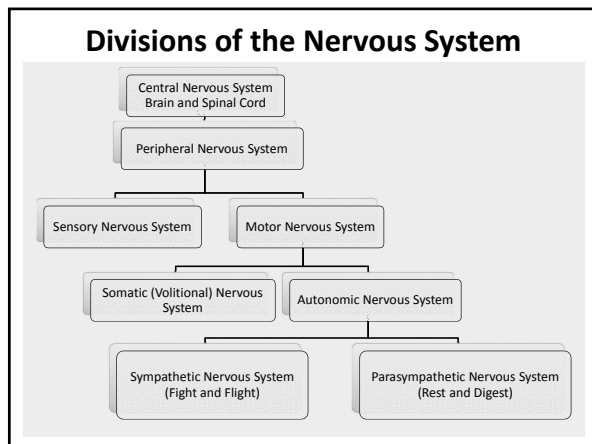 Divisions of the Nervous System
Central Nervous System
Brain and Spinal Cord
Peripheral Nervous System
Sensory Nervous System
Motor Nervous System
Somatic (Volitional) Nervous
System
Autonomic Nervous System
Sympathetic Nervous System
(Fight and Flight)
Parasympathetic Nervous System
(Rest and Digest)